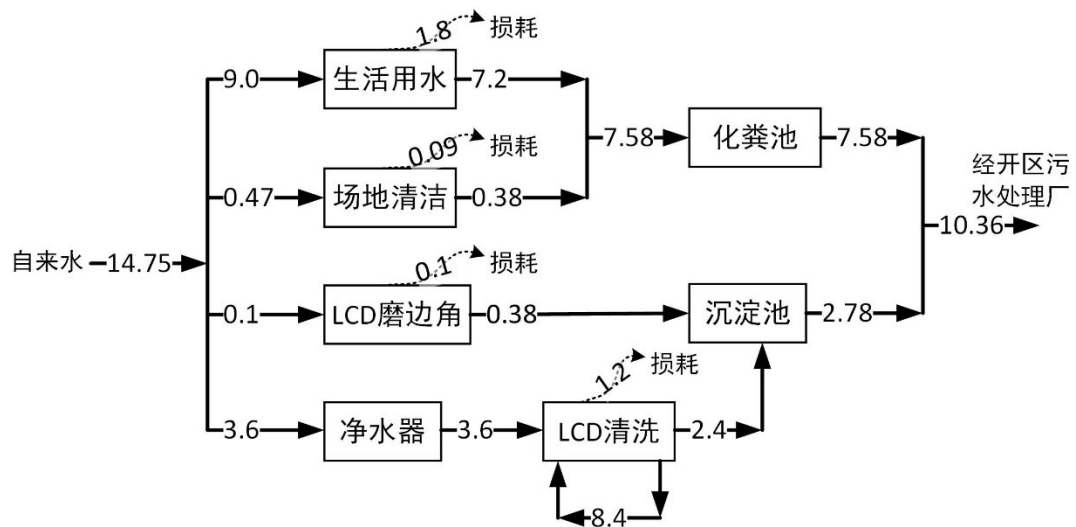 1.8 损耗
9.0 生活用水 7.2
7.58 化粪池 7.58
0.09 损耗
0.47 场地清洁 0.38
经开区污
水处理厂
10.36
自来水 14.75
0.1 损耗
0.1 LCD磨边角 0.38 沉淀池 2.78
1.2 损耗
3.6 净水器 3.6 LCD清洗 2.4
8.4